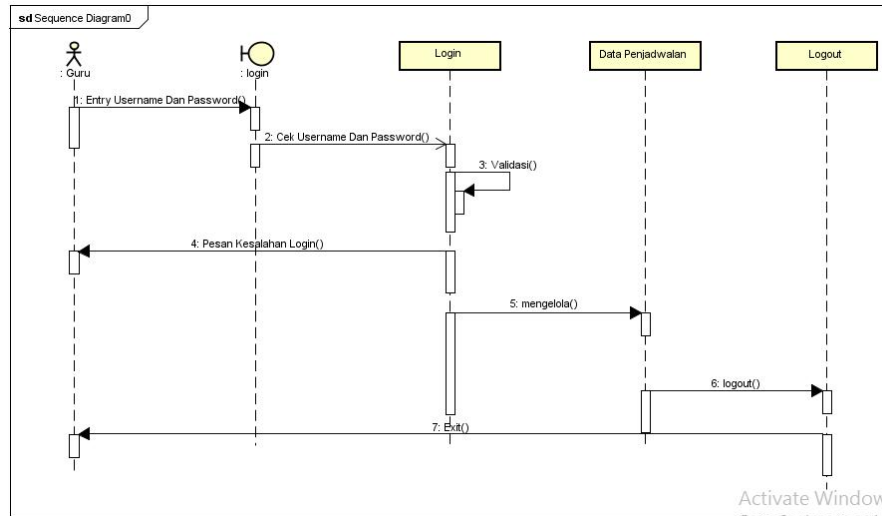 sd Sequence Diagram0
: Guru
: login
Login
Data Penjadwalan
Logout
1: Entry Username Dan Password()
2: Cek Username Dan Password()
3: Validasi()
4: Pesan Kesalahan Login()
5: mengelola()
6: logout()
7: Exit()
Activate Window